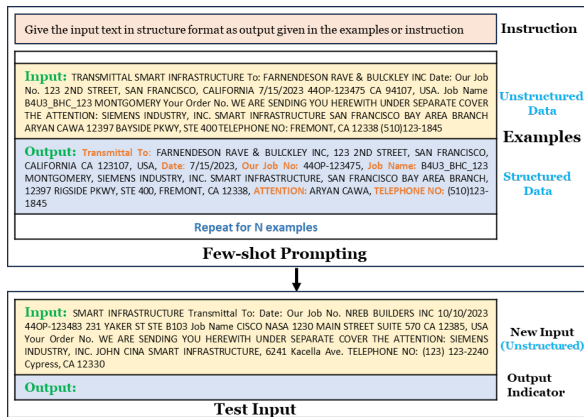 Give the input text in structure format as output given in the examples or instruction
Instruction
Input: TRANSMITTAL SMART INFRASTRUCTURE To: FARNENDESON RAVE & BULCKLEY INC Date: Our Job
No. 123 2ND STREET, SAN FRANCISCO, CALIFORNIA 7/15/2023 44OP-123475 CA 94107, USA. Job Name
B4U3_BHC_123 MONTGOMERY Your Order No. WE ARE SENDING YOU HEREWITH UNDER SEPARATE COVER
THE ATTENTION: SIEMENS INDUSTRY, INC. SMART INFRASTRUCTURE SAN FRANCISCO BAY AREA BRANCH
ARYAN CAWA 12397 BAYSIDE PKWY, STE 400 TELEPHONE NO: FREMONT, CA 12338 (510)123-1845
Unstructured
Data
Examples
Output: Transmittal To: FARNENDESON RAVE & BULCKLEY INC, 123 2ND STREET, SAN FRANCISCO,
CALIFORNIA CA 123107, USA, Date: 7/15/2023, Our Job No: 44OP-123475, Job Name: B4U3_BHC_123
MONTGOMERY, SIEMENS INDUSTRY, INC. SMART INFRASTRUCTURE, SAN FRANCISCO BAY AREA BRANCH,
12397 RIGSIDE PKWY, STE 400, FREMONT, CA 12338, ATTENTION: ARYAN CAWA, TELEPHONE NO: (510)123-
1845
Structured
Data
Repeat for N examples
Few-shot Prompting
Input: SMART INFRASTRUCTURE Transmittal To: Date: Our Job No. NREB BUILDERS INC 10/10/2023
44OP-123483 231 YAKER ST STE B103 Job Name CISCO NASA 1230 MAIN STREET SUITE 570 CA 12385, USA
Your Order No. WE ARE SENDING YOU HEREWITH UNDER SEPARATE COVER THE ATTENTION: SIEMENS
INDUSTRY, INC. JOHN CINA SMART INFRASTRUCTURE, 6241 Kacella Ave. TELEPHONE NO: (123) 123-2240
Cypress, CA 12330
New Input
(Unstructured)
Output:
Output
Indicator
Test Input